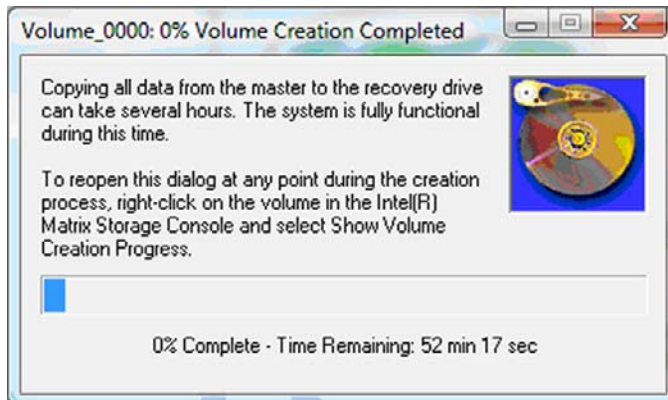 Volume_0000: 0% Volume Creation Completed
Copying all data from the master to the recovery drive
can take several hours. The system is fully functional
during this time.
To reopen this dialog at any point during the creation
process, right-click on the volume in the Intel(R)
Matrix Storage Console and select Show Volume
Creation Progress.
0% Complete - Time Remaining: 52 min 17 sec